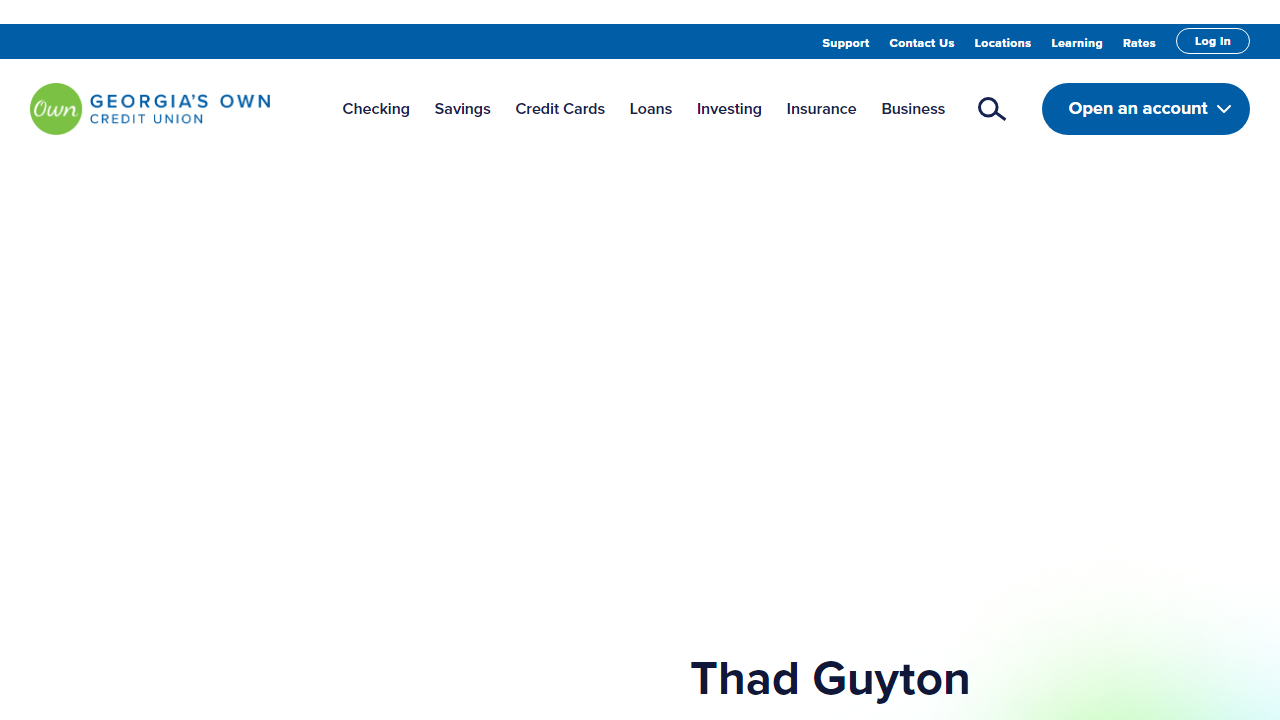 Support Contact Us Locations Learning Rates Log In
Own GEORGIA'S OWN
CREDIT UNION
Checking Savings Credit Cards Loans Investing Insurance Business Open an account
Thad Guyton